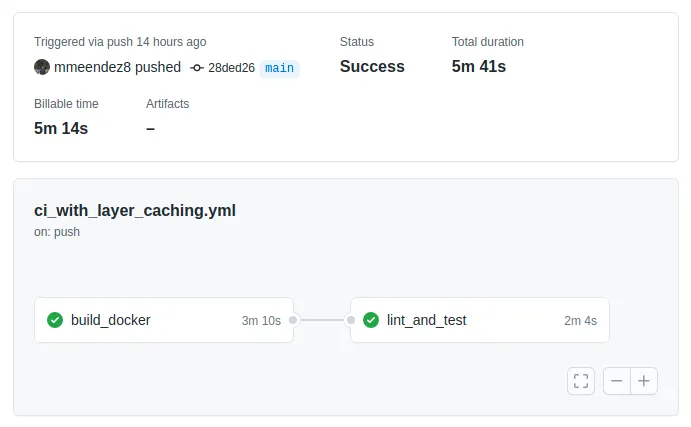 Triggered via push 14 hours ago
mmeendez8 pushed 28ded26 main
Status
Success
Total duration
5m 41s
Billable time
5m 14s
Artifacts
–
ci_with_layer_caching.yml
on: push
build_docker 3m 10s
lint_and_test 2m 4s